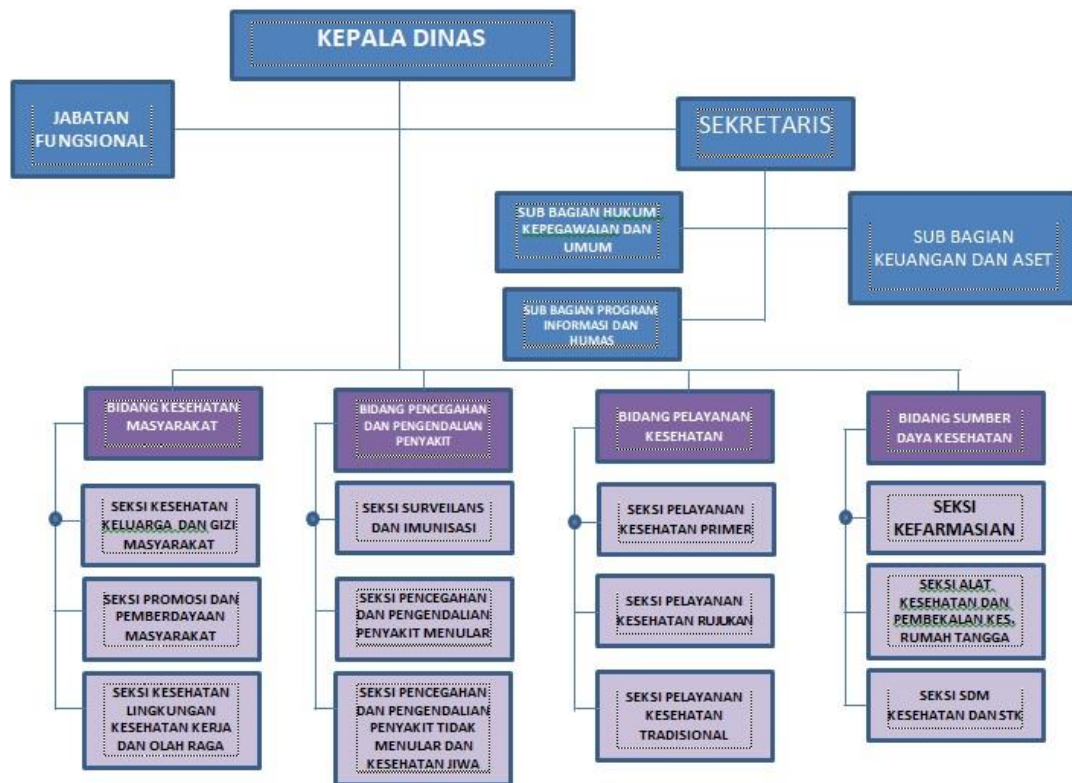 KEPALA DINAS
JABATAN
FUNGSIONAL
SEKRETARIS
SUB BAGIAN HUKUM
KEPEGAWAIAN DAN
UMUM
SUB BAGIAN
KEUANGAN DAN ASET
SUB BAGIAN PROGRAM
INFORMASI DAN
HUMAS
BIDANG KESEHATAN
MASYARAKAT
SEKSI KESEHATAN
KELUARGA DAN GIZI
MASYARAKAT
SEKSI PROMOSI DAN
PEMBERDAYAAN
MASYARAKAT
SEKSI KESEHATAN
LINGKUNGAN
KESEHATAN KERJA
DAN OLAH RAGA
BIDANG PENCEGAHAN
DAN PENGENDALIAN
PENYAKIT
SEKSI SURVEILANS
DAN IMUNISASI
SEKSI PENCEGAHAN
DAN PENGENDALIAN
PENYAKIT MENULAR
SEKSI PENCEGAHAN
DAN PENGENDALIAN
PENYAKIT TIDAK
MENULAR DAN
KESEHATAN JIWA
BIDANG PELAYANAN
KESEHATAN
SEKSI PELAYANAN
KESEHATAN PRIMER
SEKSI PELAYANAN
KESEHATAN RUJUKAN
SEKSI PELAYANAN
KESEHATAN
TRADISIONAL
BIDANG SUMBER
DAYA KESEHATAN
SEKSI
KEFARMASIAN
SEKSI ALAT
KESEHATAN DAN
PEMBEKALAN KES.
RUMAH TANGGA
SEKSI SDM
KESEHATAN DAN STK